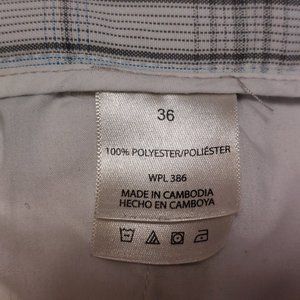 36
100% POLYESTER/POLIÉSTER
WPL 386
MADE IN CAMBODIA
HECHO EN CAMBOYA